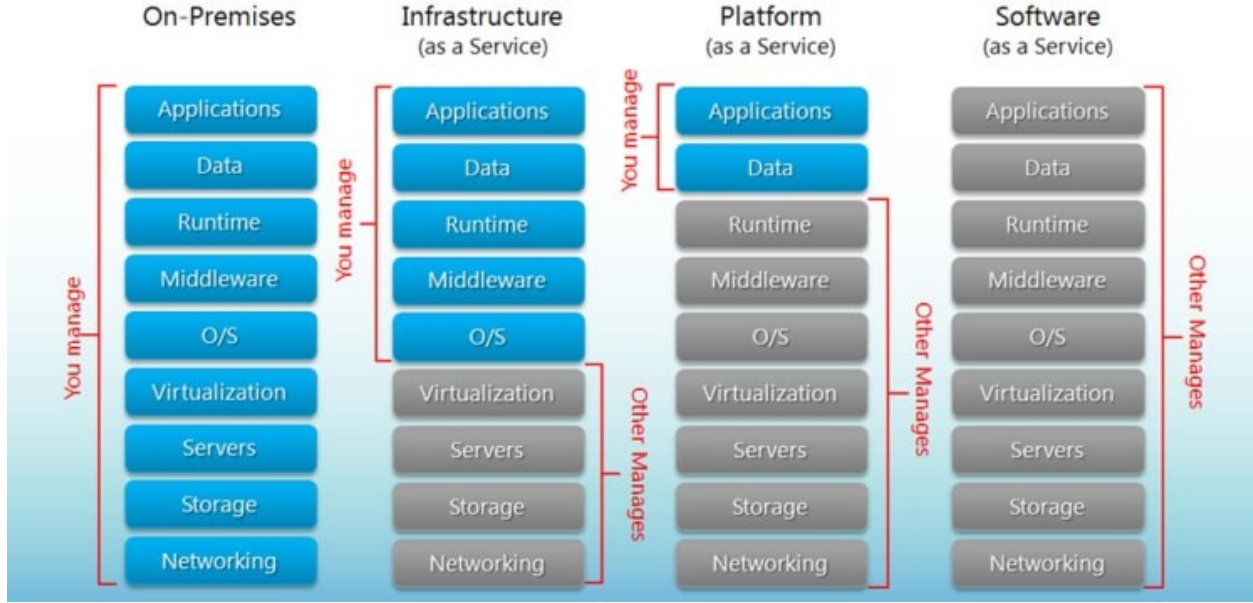 On-Premises
You manage
Applications
Data
Runtime
Middleware
O/S
Virtualization
Servers
Storage
Networking
Infrastructure
(as a Service)
You manage
Applications
Data
Runtime
Middleware
O/S
Virtualization
Servers
Storage
Networking
Other Manages
Platform
(as a Service)
You manage
Applications
Data
Runtime
Middleware
O/S
Virtualization
Servers
Storage
Networking
Other Manages
Software
(as a Service)
Applications
Data
Runtime
Middleware
O/S
Virtualization
Servers
Storage
Networking
Other Manages